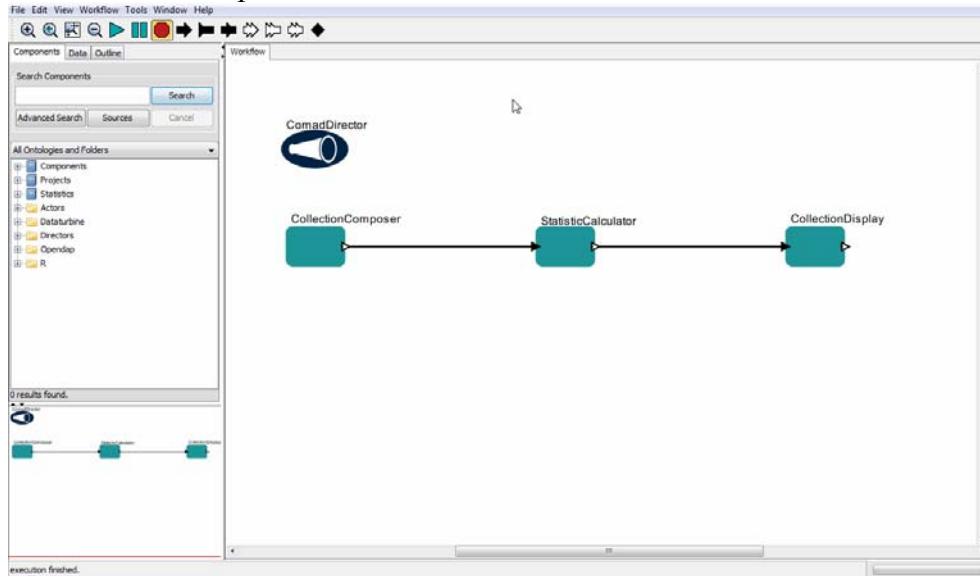 File Edit View Workflow Tools Window Help
Components Data Outline
Workflow
Search Components
Search
Advanced Search Sources Cancel
All Ontologies and Folders
Components
Projects
Statistics
Actors
Dataturbine
Directors
Opendap
R
0 results found.
ComadDirector
CollectionComposer StatisticCalculator CollectionDisplay
execution finished.